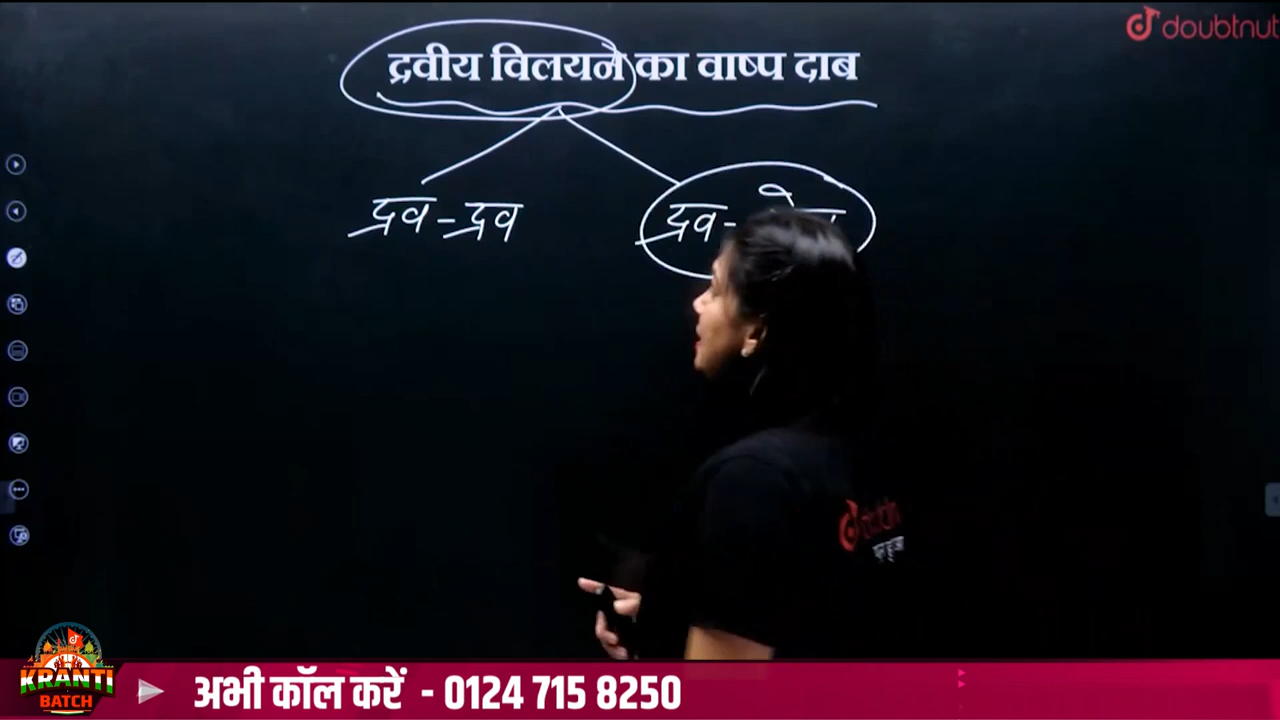 doubtnut
द्रवीय विलयन का वाष्प दाब
द्रव-द्रव
द्रव-
KRANTI
BATCH
अभी कॉल करें - 0124 715 8250